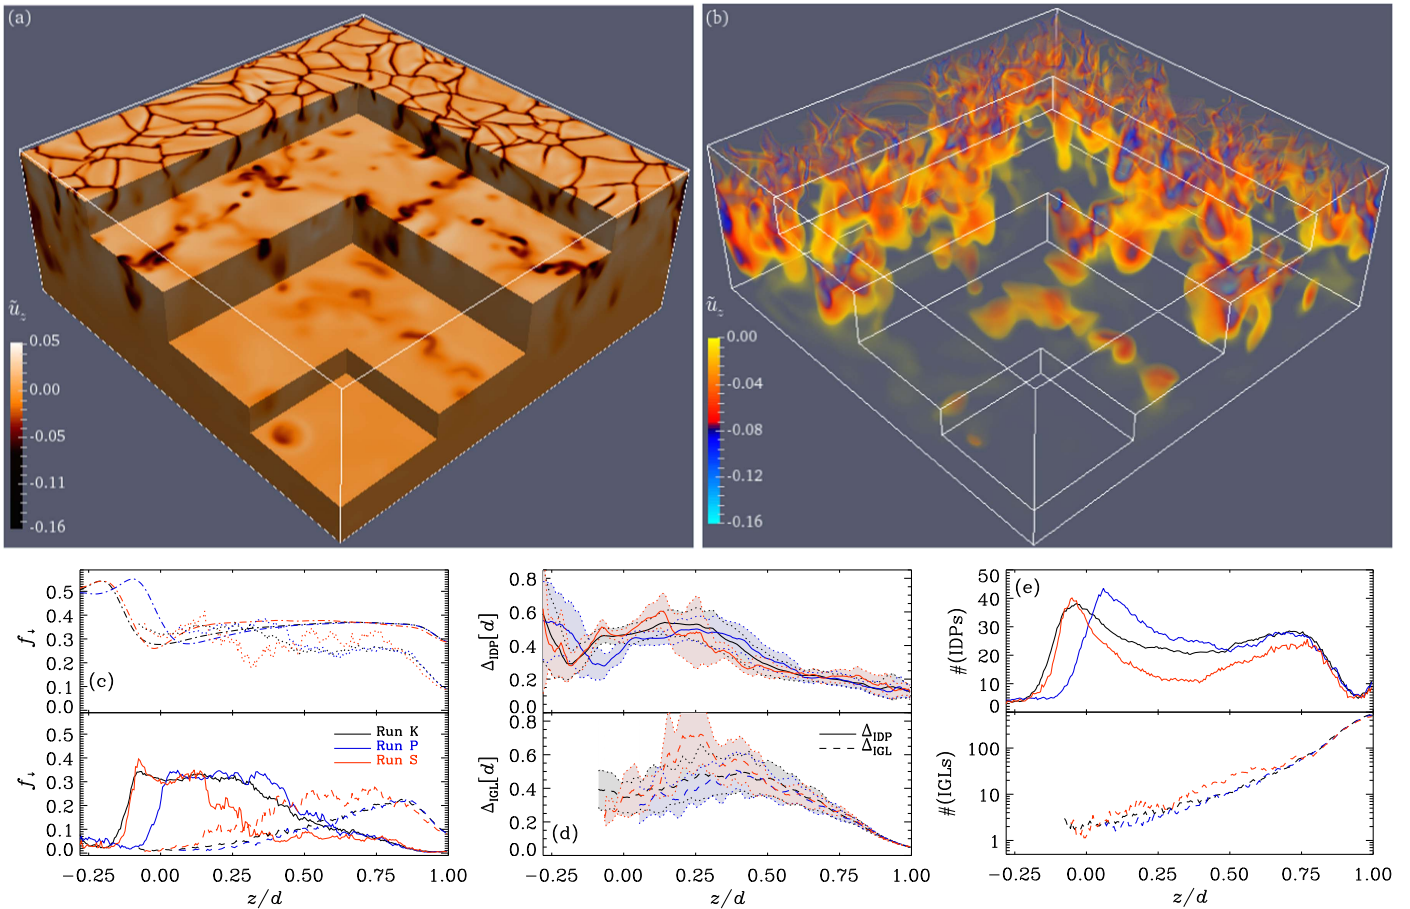 (a)
ũz
0.05
0.00
-0.05
-0.11
-0.16
(b)
ũz
0.00
-0.04
-0.08
-0.12
-0.16
f↓
0.5
0.4
0.3
0.2
0.1
0.0
(c)
f↓
0.5
0.4
0.3
0.2
0.1
0.0
Run K
Run P
Run S
−0.25 0.00 0.25 0.50 0.75 1.00
z/d
ΔIDP[d]
0.8
0.6
0.4
0.2
0.0
ΔIGL[d]
0.8
0.6
0.4
0.2
0.0
ΔIDP
ΔIGL
(d)
−0.25 0.00 0.25 0.50 0.75 1.00
z/d
(e)
#(IDPs)
50
40
30
20
10
0
#(IGLs)
100
10
1
−0.25 0.00 0.25 0.50 0.75 1.00
z/d